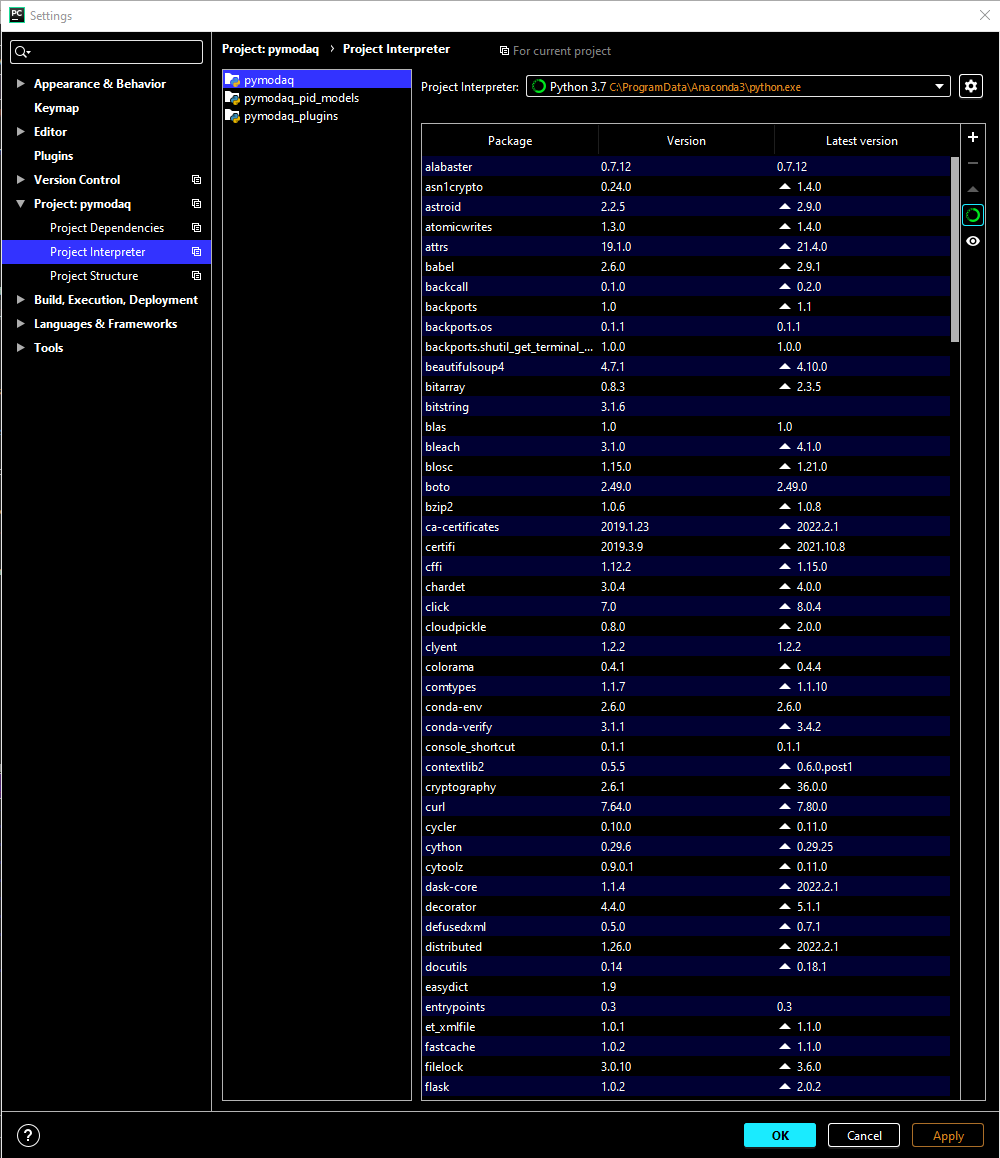 PC Settings
Project: pymodaq › Project Interpreter For current project
Appearance & Behavior
Keymap
Editor
Plugins
Version Control
Project: pymodaq
Project Dependencies
Project Interpreter
Project Structure
Build, Execution, Deployment
Languages & Frameworks
Tools
pymodaq
pymodaq_pid_models
pymodaq_plugins
Project Interpreter: Python 3.7 C:\ProgramData\Anaconda3\python.exe
Package Version Latest version
alabaster 0.7.12 0.7.12
asn1crypto 0.24.0 1.4.0
astroid 2.2.5 2.9.0
atomicwrites 1.3.0 1.4.0
attrs 19.1.0 21.4.0
babel 2.6.0 2.9.1
backcall 0.1.0 0.2.0
backports 1.0 1.1
backports.os 0.1.1 0.1.1
backports.shutil_get_terminal_... 1.0.0 1.0.0
beautifulsoup4 4.7.1 4.10.0
bitarray 0.8.3 2.3.5
bitstring 3.1.6
blas 1.0 1.0
bleach 3.1.0 4.1.0
blosc 1.15.0 1.21.0
boto 2.49.0 2.49.0
bzip2 1.0.6 1.0.8
ca-certificates 2019.1.23 2022.2.1
certifi 2019.3.9 2021.10.8
cffi 1.12.2 1.15.0
chardet 3.0.4 4.0.0
click 7.0 8.0.4
cloudpickle 0.8.0 2.0.0
clyent 1.2.2 1.2.2
colorama 0.4.1 0.4.4
comtypes 1.1.7 1.1.10
conda-env 2.6.0 2.6.0
conda-verify 3.1.1 3.4.2
console_shortcut 0.1.1 0.1.1
contextlib2 0.5.5 0.6.0.post1
cryptography 2.6.1 36.0.0
curl 7.64.0 7.80.0
cycler 0.10.0 0.11.0
cython 0.29.6 0.29.25
cytoolz 0.9.0.1 0.11.0
dask-core 1.1.4 2022.2.1
decorator 4.4.0 5.1.1
defusedxml 0.5.0 0.7.1
distributed 1.26.0 2022.2.1
docutils 0.14 0.18.1
easydict 1.9
entrypoints 0.3 0.3
et_xmlfile 1.0.1 1.1.0
fastcache 1.0.2 1.1.0
filelock 3.0.10 3.6.0
flask 1.0.2 2.0.2
? OK Cancel Apply